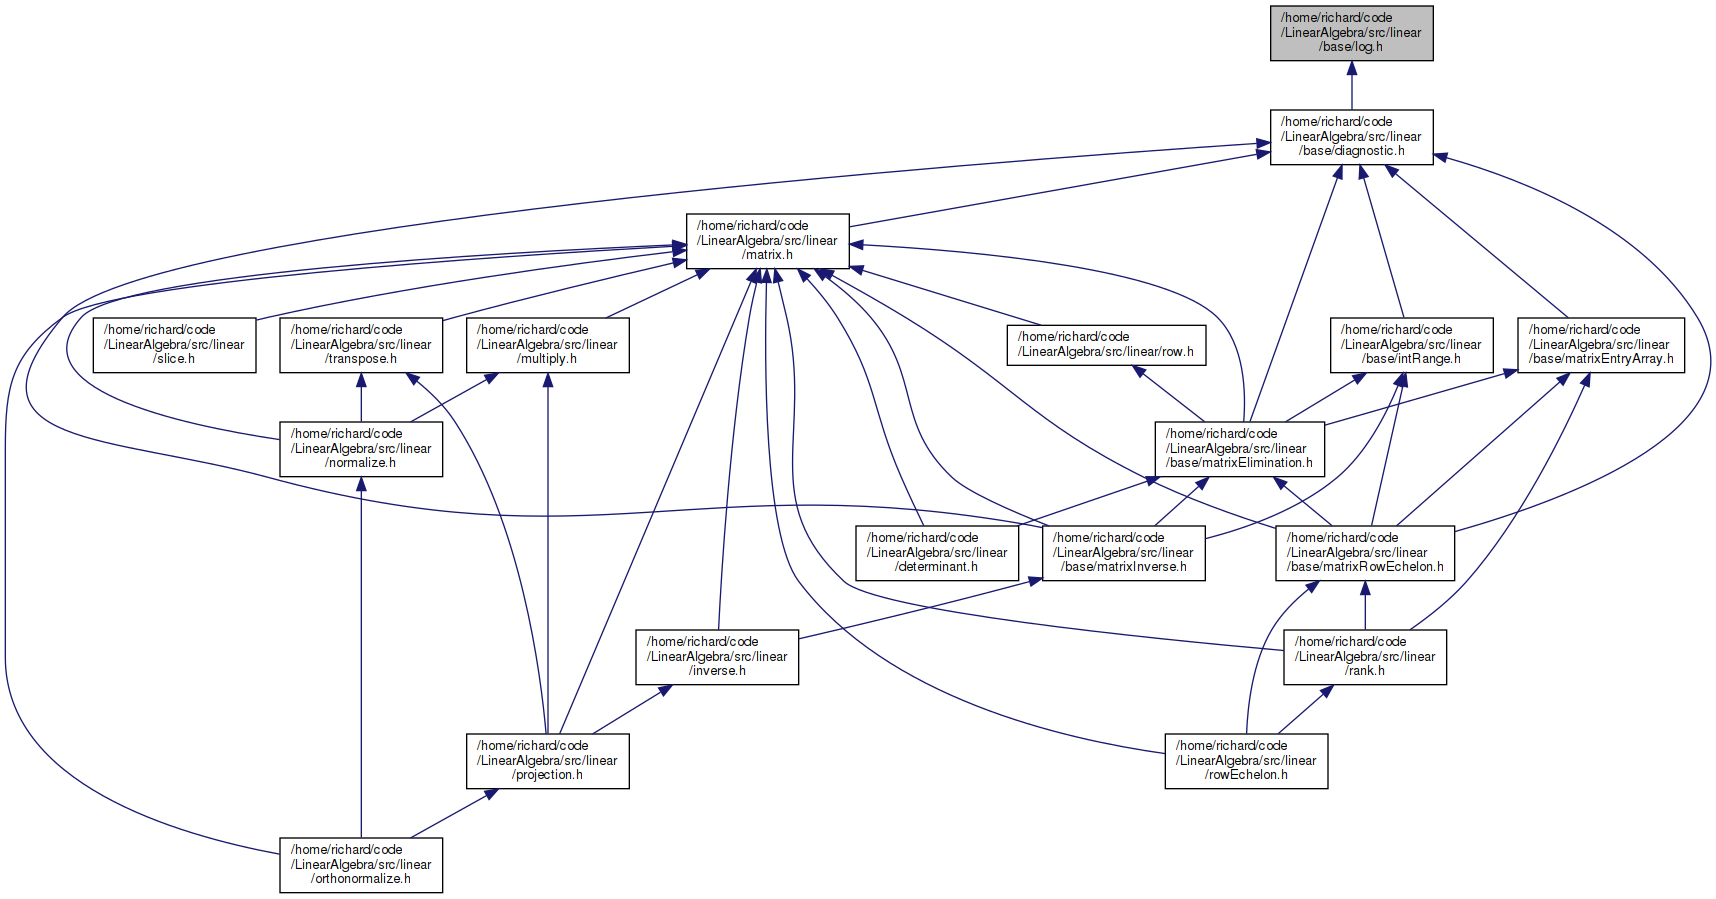 /home/richard/code
/LinearAlgebra/src/linear
/base/log.h
/home/richard/code
/LinearAlgebra/src/linear
/base/diagnostic.h
/home/richard/code
/LinearAlgebra/src/linear
/matrix.h
/home/richard/code
/LinearAlgebra/src/linear
/slice.h
/home/richard/code
/LinearAlgebra/src/linear
/transpose.h
/home/richard/code
/LinearAlgebra/src/linear
/multiply.h
/home/richard/code
/LinearAlgebra/src/linear/row.h
/home/richard/code
/LinearAlgebra/src/linear
/base/intRange.h
/home/richard/code
/LinearAlgebra/src/linear
/base/matrixEntryArray.h
/home/richard/code
/LinearAlgebra/src/linear
/normalize.h
/home/richard/code
/LinearAlgebra/src/linear
/base/matrixElimination.h
/home/richard/code
/LinearAlgebra/src/linear
/determinant.h
/home/richard/code
/LinearAlgebra/src/linear
/base/matrixInverse.h
/home/richard/code
/LinearAlgebra/src/linear
/base/matrixRowEchelon.h
/home/richard/code
/LinearAlgebra/src/linear
/inverse.h
/home/richard/code
/LinearAlgebra/src/linear
/rank.h
/home/richard/code
/LinearAlgebra/src/linear
/projection.h
/home/richard/code
/LinearAlgebra/src/linear
/rowEchelon.h
/home/richard/code
/LinearAlgebra/src/linear
/orthonormalize.h